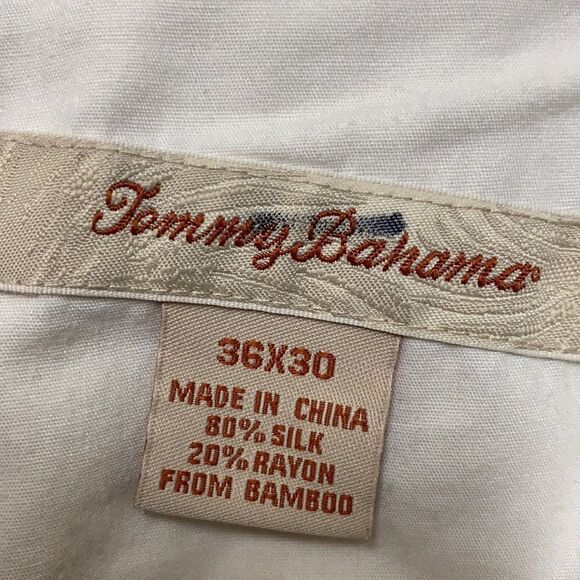 Tommy Bahama
36X30
MADE IN CHINA
80% SILK
20% RAYON
FROM BAMBOO